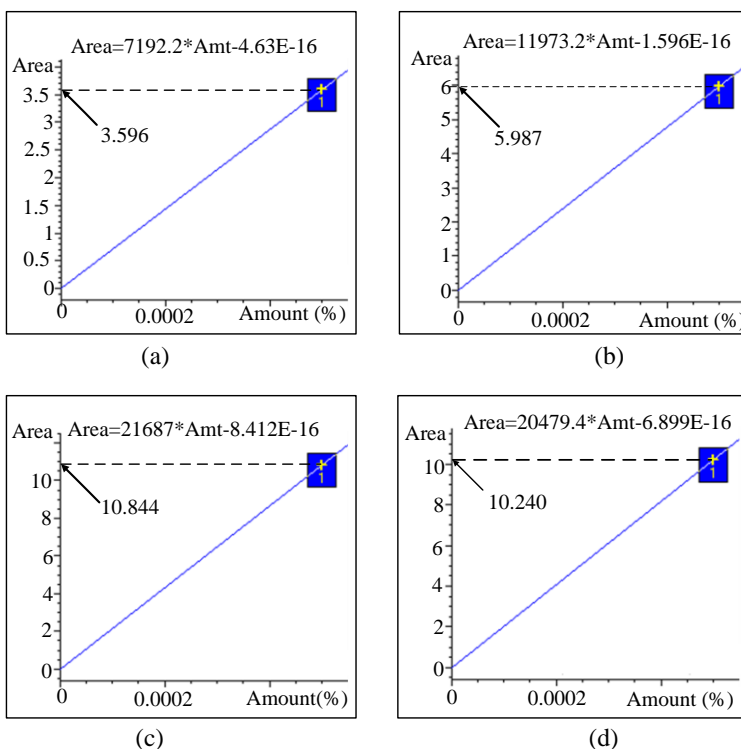 Area=7192.2*Amt-4.63E-16
Area
3.5
3
2.5
2
1.5
1
0.5
0
3.596
1
0
0.0002
Amount (%)
(a)
Area=11973.2*Amt-1.596E-16
Area
6
5
4
3
2
1
0
5.987
1
0
0.0002
Amount (%)
(b)
Area
Area=21687*Amt-8.412E-16
10
8
6
4
2
0
10.844
1
0
0.0002
Amount(%)
(c)
Area=20479.4*Amt-6.899E-16
Area
10
8
6
4
2
0
10.240
1
0
0.0002
Amount (%)
(d)